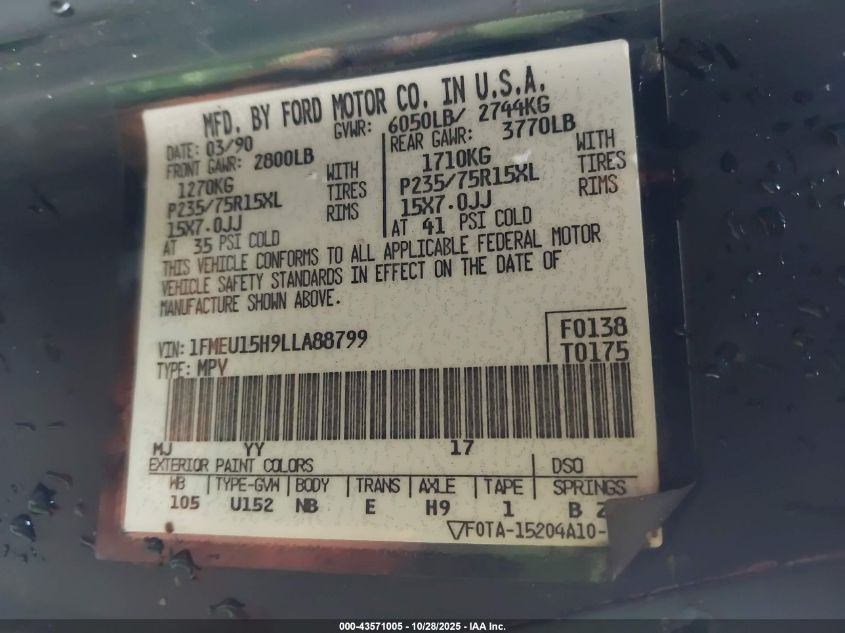 MFD. BY FORD MOTOR CO. IN U.S.A.
DATE: 03/90 GVWR: 6050LB/ 2744KG
FRONT GAWR: 2800LB REAR GAWR: 3770LB
1270KG WITH 1710KG WITH
P235/75R15XL TIRES P235/75R15XL TIRES
15X7.0JJ RIMS 15X7.0JJ RIMS
AT 35 PSI COLD AT 41 PSI COLD
THIS VEHICLE CONFORMS TO ALL APPLICABLE FEDERAL MOTOR
VEHICLE SAFETY STANDARDS IN EFFECT ON THE DATE OF
MANUFACTURE SHOWN ABOVE.
VIN: 1FMEU15H9LLA88799 F0138
TYPE: MPV T0175
MJ YY 17
EXTERIOR PAINT COLORS DSO
WB TYPE-GVW BODY TRANS AXLE TAPE SPRINGS
105 U152 NB E H9 1 B
F0TA-15204A10-
000-43571005 - 10/28/2025 - IAA Inc.